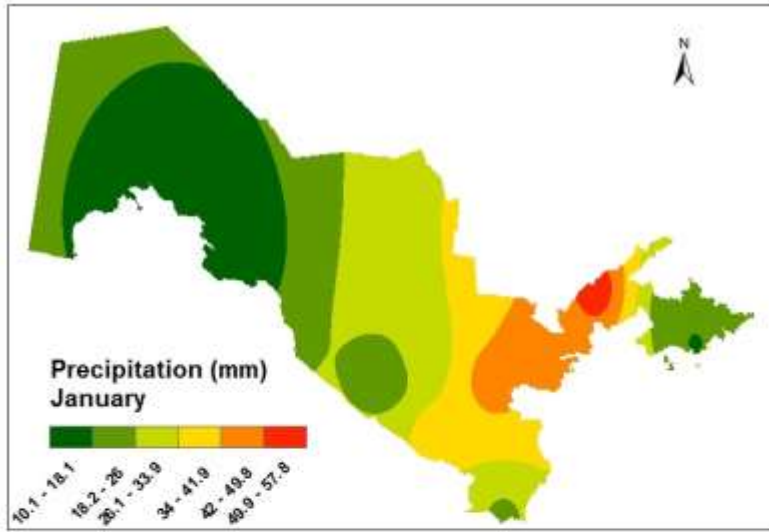 N
Precipitation (mm)
January
10.1 - 18.1
18.2 - 26
26.1 - 33.9
34 - 41.9
42 - 49.8
49.9 - 57.8